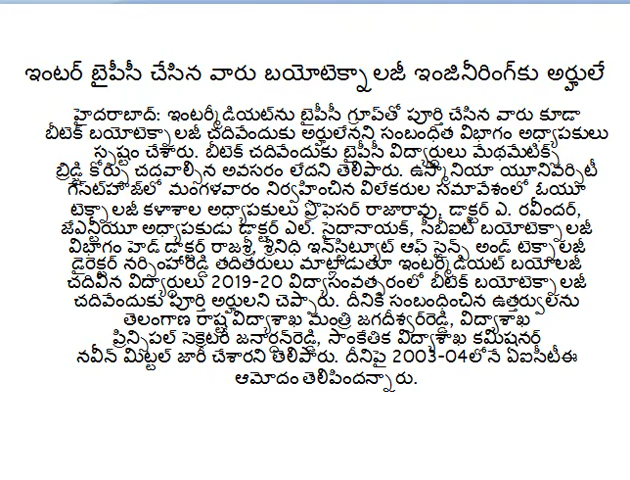 ఇంటర్ బైపీసీ చేసిన వారు బయోటెక్నాలజీ ఇంజినీరింగ్‌కు అర్హులే
హైదరాబాద్: ఇంటర్మీడియట్‌ను బైపీసీ గ్రూప్‌తో పూర్తి చేసిన వారు కూడా
బీటెక్ బయోటెక్నాలజీ చదివేందుకు అర్హులేనని సంబంధిత విభాగం అధ్యాపకులు
స్పష్టం చేశారు. బీటెక్ చదివేందుకు బైపీసీ విద్యార్థులు మేథమేటిక్స్
బ్రిడ్జి కోర్సు చదవాల్సిన అవసరం లేదని తెలిపారు. ఉస్మానియా యూనివర్సిటీ
గెస్ట్‌హౌజ్‌లో మంగళవారం నిర్వహించిన విలేకరుల సమావేశంలో ఓయూ
టెక్నాలజీ కళాశాల అధ్యాపకులు ప్రొఫెసర్ రాజారావు, డాక్టర్ ఎ. రవీందర్,
జేఎన్టీయూ అధ్యాపకుడు డాక్టర్ ఎల్. సైదానాయక్, సీబీఐటీ బయోటెక్నాలజీ
విభాగం హెడ్ డాక్టర్ రాజశ్రీ, శ్రీనిధి ఇన్‌స్టిట్యూట్ ఆఫ్ సైన్స్ అండ్ టెక్నాలజీ
డైరెక్టర్ నర్సింహారెడ్డి తదితరులు మాట్లాడుతూ ఇంటర్మీడియట్ బయాలజీ
చదివిన విద్యార్థులు 2019-20 విద్యాసంవత్సరంలో బీటెక్ బయోటెక్నాలజీ
చదివేందుకు పూర్తి అర్హులని చెప్పారు. దీనికి సంబంధించిన ఉత్తర్వులను
తెలంగాణ రాష్ట్ర విద్యాశాఖ మంత్రి జగదీశ్వర్‌రెడ్డి, విద్యాశాఖ
ప్రిన్సిపల్ సెక్రటరీ జనార్దన్‌రెడ్డి, సాంకేతిక విద్యాశాఖ కమిషనర్
నవీన్ మిట్టల్ జారీ చేశారని తెలిపారు. దీనిపై 2003-04లోనే ఏఐసీటీఈ
ఆమోదం తెలిపిందన్నారు.